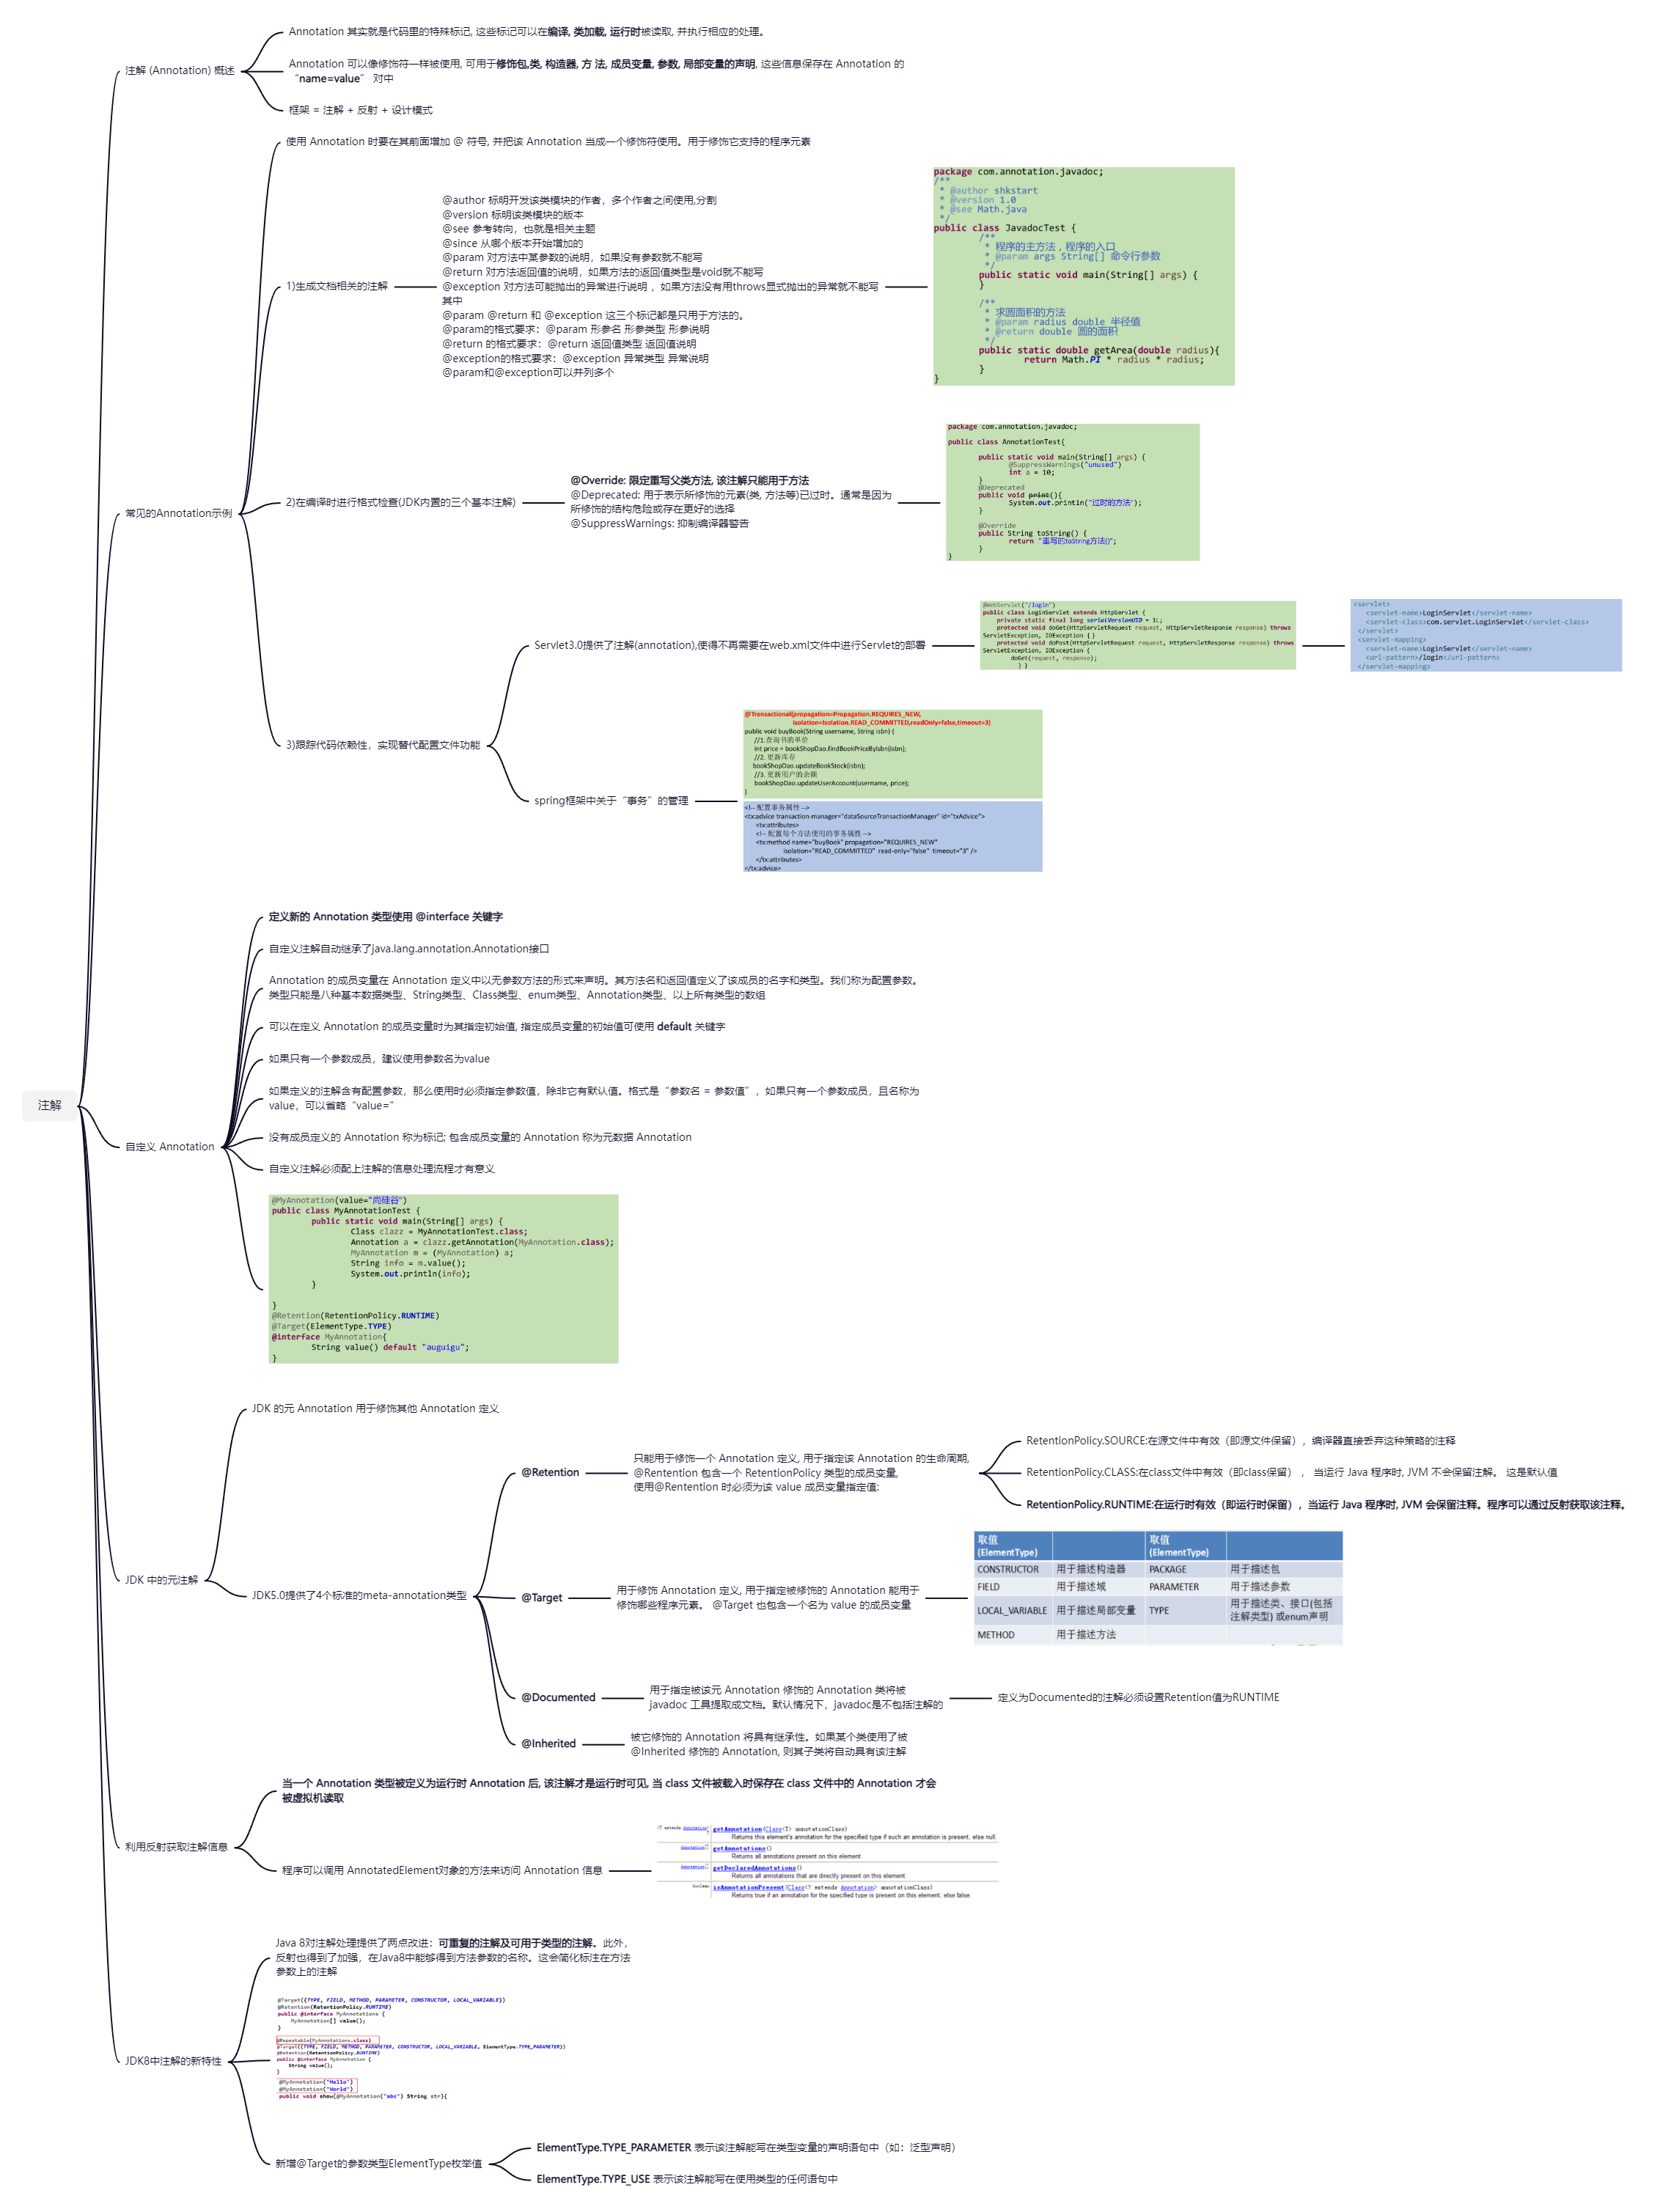 注解
注解 (Annotation) 概述
Annotation 其实就是代码里的特殊标记, 这些标记可以在编译, 类加载, 运行时被读取, 并执行相应的处理。
Annotation 可以像修饰符一样被使用, 可用于修饰包,类, 构造器, 方 法, 成员变量, 参数, 局部变量的声明, 这些信息保存在 Annotation 的
“name=value” 对中
框架 = 注解 + 反射 + 设计模式
常见的Annotation示例
使用 Annotation 时要在其前面增加 @ 符号, 并把该 Annotation 当成一个修饰符使用。用于修饰它支持的程序元素
1)生成文档相关的注解
@author 标明开发该类模块的作者，多个作者之间使用,分割
@version 标明该类模块的版本
@see 参考转向，也就是相关主题
@since 从哪个版本开始增加的
@param 对方法中某参数的说明，如果没有参数就不能写
@return 对方法返回值的说明，如果方法的返回值类型是void就不能写
@exception 对方法可能抛出的异常进行说明 ，如果方法没有用throws显式抛出的异常就不能写
其中
@param @return 和 @exception 这三个标记都是只用于方法的。
@param的格式要求：@param 形参名 形参类型 形参说明
@return 的格式要求：@return 返回值类型 返回值说明
@exception的格式要求：@exception 异常类型 异常说明
@param和@exception可以并列多个
package com.annotation.javadoc;
/**
* @author shkstart
* @version 1.0
* @see Math.java
*/
public class JavadocTest {
/**
* 程序的主方法，程序的入口
* @param args String[] 命令行参数
*/
public static void main(String[] args) {
}
/**
* 求圆面积的方法
* @param radius double 半径值
* @return double 圆的面积
*/
public static double getArea(double radius){
return Math.PI * radius * radius;
}
}
2)在编译时进行格式检查(JDK内置的三个基本注解)
@Override: 限定重写父类方法, 该注解只能用于方法
@Deprecated: 用于表示所修饰的元素(类, 方法等)已过时。通常是因为
所修饰的结构危险或存在更好的选择
@SuppressWarnings: 抑制编译器警告
package com.annotation.javadoc;
public class AnnotationTest{
public static void main(String[] args) {
@SuppressWarnings("unused")
int a = 10;
}
@Deprecated
public void print(){
System.out.println("过时的方法");
}
@Override
public String toString() {
return "重写的toString方法()";
}
}
3)跟踪代码依赖性，实现替代配置文件功能
Servlet3.0提供了注解(annotation),使得不再需要在web.xml文件中进行Servlet的部署
@WebServlet("/login")
public class LoginServlet extends HttpServlet {
private static final long serialVersionUID = 1L;
protected void doGet(HttpServletRequest request, HttpServletResponse response) throws
ServletException, IOException { }
protected void doPost(HttpServletRequest request, HttpServletResponse response) throws
ServletException, IOException {
doGet(request, response);
} }
<servlet>
<servlet-name>LoginServlet</servlet-name>
<servlet-class>com.servlet.LoginServlet</servlet-class>
</servlet>
<servlet-mapping>
<servlet-name>LoginServlet</servlet-name>
<url-pattern>/login</url-pattern>
</servlet-mapping>
spring框架中关于“事务”的管理
@Transactional(propagation=Propagation.REQUIRES_NEW,
isolation=Isolation.READ_COMMITTED,readOnly=false,timeout=3)
public void buyBook(String username, String isbn) {
//1.查询书的单价
int price = bookShopDao.findBookPriceByIsbn(isbn);
//2. 更新库存
bookShopDao.updateBookStock(isbn);
//3. 更新用户的余额
bookShopDao.updateUserAccount(username, price);
}
<!-- 配置事务属性 -->
<tx:advice transaction-manager="dataSourceTransactionManager" id="txAdvice">
<tx:attributes>
<!-- 配置每个方法使用的事务属性 -->
<tx:method name="buyBook" propagation="REQUIRES_NEW"
isolation="READ_COMMITTED" read-only="false" timeout="3" />
</tx:attributes>
</tx:advice>
自定义 Annotation
定义新的 Annotation 类型使用 @interface 关键字
自定义注解自动继承了java.lang.annotation.Annotation接口
Annotation 的成员变量在 Annotation 定义中以无参数方法的形式来声明。其方法名和返回值定义了该成员的名字和类型。我们称为配置参数。
类型只能是八种基本数据类型、String类型、Class类型、enum类型、Annotation类型、以上所有类型的数组
可以在定义 Annotation 的成员变量时为其指定初始值, 指定成员变量的初始值可使用 default 关键字
如果只有一个参数成员，建议使用参数名为value
如果定义的注解含有配置参数，那么使用时必须指定参数值，除非它有默认值。格式是“参数名 = 参数值”，如果只有一个参数成员，且名称为
value，可以省略“value=”
没有成员定义的 Annotation 称为标记; 包含成员变量的 Annotation 称为元数据 Annotation
自定义注解必须配上注解的信息处理流程才有意义
@MyAnnotation(value="尚硅谷")
public class MyAnnotationTest {
public static void main(String[] args) {
Class clazz = MyAnnotationTest.class;
Annotation a = clazz.getAnnotation(MyAnnotation.class);
MyAnnotation m = (MyAnnotation) a;
String info = m.value();
System.out.println(info);
}
}
@Retention(RetentionPolicy.RUNTIME)
@Target(ElementType.TYPE)
@interface MyAnnotation{
String value() default "auguigu";
}
JDK 中的元注解
JDK 的元 Annotation 用于修饰其他 Annotation 定义
JDK5.0提供了4个标准的meta-annotation类型
@Retention
只能用于修饰一个 Annotation 定义, 用于指定该 Annotation 的生命周期,
@Rentention 包含一个 RetentionPolicy 类型的成员变量,
使用@Rentention 时必须为该 value 成员变量指定值:
RetentionPolicy.SOURCE:在源文件中有效（即源文件保留），编译器直接丢弃这种策略的注释
RetentionPolicy.CLASS:在class文件中有效（即class保留） ， 当运行 Java 程序时, JVM 不会保留注解。 这是默认值
RetentionPolicy.RUNTIME:在运行时有效（即运行时保留），当运行 Java 程序时, JVM 会保留注释。程序可以通过反射获取该注释。
@Target
用于修饰 Annotation 定义, 用于指定被修饰的 Annotation 能用于
修饰哪些程序元素。 @Target 也包含一个名为 value 的成员变量
取值 取值
(ElementType) (ElementType)
CONSTRUCTOR 用于描述构造器 PACKAGE 用于描述包
FIELD 用于描述域 PARAMETER 用于描述参数
LOCAL_VARIABLE 用于描述局部变量 TYPE 用于描述类、接口(包括
注解类型) 或enum声明
METHOD 用于描述方法
@Documented
用于指定被该元 Annotation 修饰的 Annotation 类将被
javadoc 工具提取成文档。默认情况下，javadoc是不包括注解的
定义为Documented的注解必须设置Retention值为RUNTIME
@Inherited
被它修饰的 Annotation 将具有继承性。如果某个类使用了被
@Inherited 修饰的 Annotation, 则其子类将自动具有该注解
利用反射获取注解信息
当一个 Annotation 类型被定义为运行时 Annotation 后, 该注解才是运行时可见, 当 class 文件被载入时保存在 class 文件中的 Annotation 才会
被虚拟机读取
程序可以调用 AnnotatedElement对象的方法来访问 Annotation 信息
<T extends Annotation> T getAnnotation(Class<T> annotationClass)
Returns this element's annotation for the specified type if such an annotation is present, else null.
Annotation[] getAnnotations()
Returns all annotations present on this element.
Annotation[] getDeclaredAnnotations()
Returns all annotations that are directly present on this element.
boolean isAnnotationPresent(Class<? extends Annotation> annotationClass)
Returns true if an annotation for the specified type is present on this element, else false.
JDK8中注解的新特性
Java 8对注解处理提供了两点改进：可重复的注解及可用于类型的注解。此外，
反射也得到了加强，在Java8中能够得到方法参数的名称。这会简化标注在方法
参数上的注解
@Target({TYPE, FIELD, METHOD, PARAMETER, CONSTRUCTOR, LOCAL_VARIABLE})
@Retention(RetentionPolicy.RUNTIME)
public @interface MyAnnotations {
MyAnnotation[] value();
}
@Repeatable(MyAnnotations.class)
@Target({TYPE, FIELD, METHOD, PARAMETER, CONSTRUCTOR, LOCAL_VARIABLE, ElementType.TYPE_PARAMETER})
@Retention(RetentionPolicy.RUNTIME)
public @interface MyAnnotation {
String value();
}
@MyAnnotation("Hello")
@MyAnnotation("World")
public void show(@MyAnnotation("abc") String str){
新增@Target的参数类型ElementType枚举值
ElementType.TYPE_PARAMETER 表示该注解能写在类型变量的声明语句中（如：泛型声明）
ElementType.TYPE_USE 表示该注解能写在使用类型的任何语句中